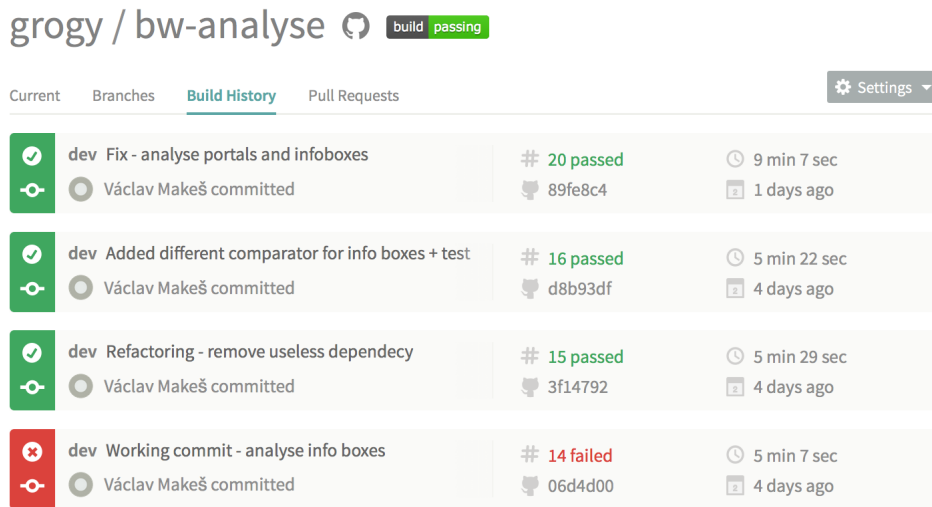 grogy / bw-analyse build passing
Current Branches Build History Pull Requests Settings
dev Fix - analyse portals and infoboxes # 20 passed 9 min 7 sec
Václav Makeš committed 89fe8c4 2 1 days ago
dev Added different comparator for info boxes + test # 16 passed 5 min 22 sec
Václav Makeš committed d8b93df 2 4 days ago
dev Refactoring - remove useless dependecy # 15 passed 5 min 29 sec
Václav Makeš committed 3f14792 2 4 days ago
dev Working commit - analyse info boxes # 14 failed 5 min 7 sec
Václav Makeš committed 06d4d00 2 4 days ago